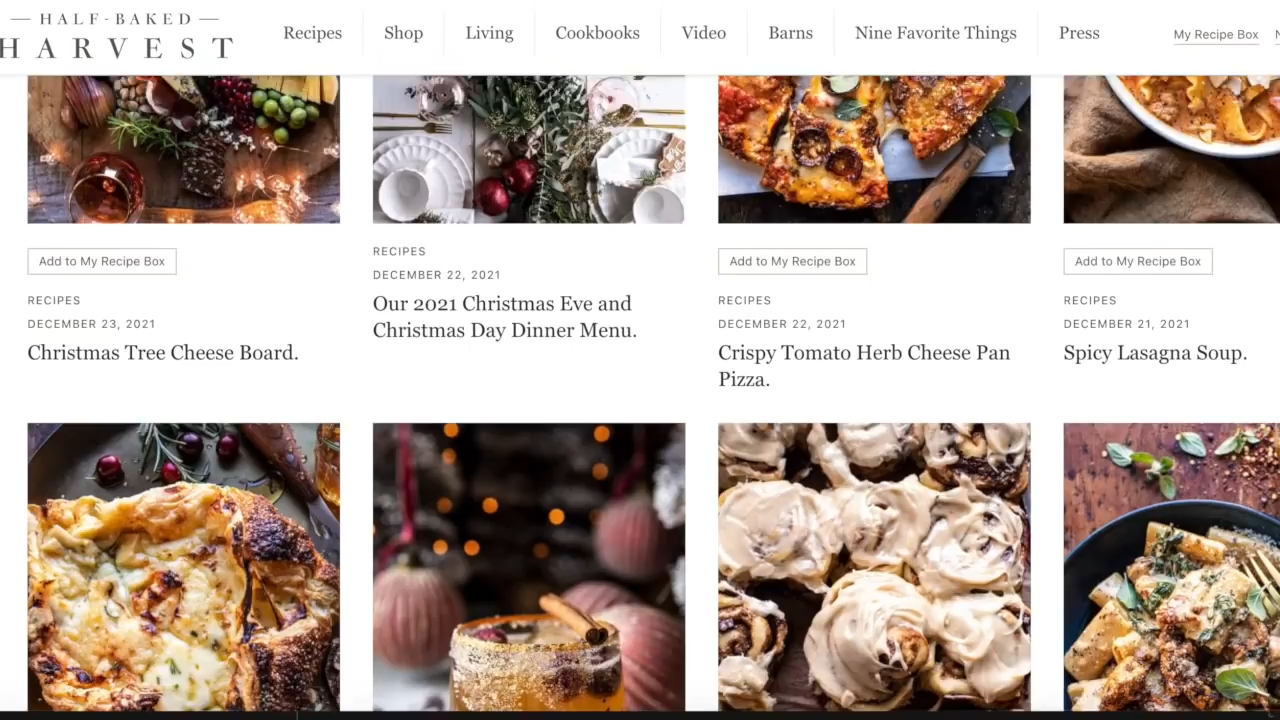 HALF-BAKED
HARVEST
Recipes
Shop
Living
Cookbooks
Video
Barns
Nine Favorite Things
Press
My Recipe Box
N
Add to My Recipe Box
RECIPES
DECEMBER 23, 2021
Christmas Tree Cheese Board.
RECIPES
DECEMBER 22, 2021
Our 2021 Christmas Eve and
Christmas Day Dinner Menu.
Add to My Recipe Box
RECIPES
DECEMBER 22, 2021
Crispy Tomato Herb Cheese Pan
Pizza.
Add to My Recipe Box
RECIPES
DECEMBER 21, 2021
Spicy Lasagna Soup.